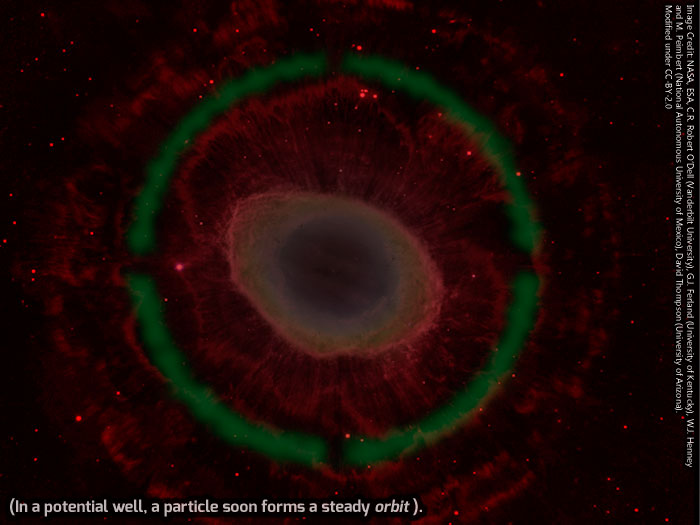 (In a potential well, a particle soon forms a steady orbit ).
Image Credit: NASA, ESA, C.R. Robert O'Dell (Vanderbilt University), G.J. Ferland (University of Kentucky), W.J. Henney
and M. Peimbert (National Autonomous University of Mexico), David Thompson (University of Arizona).
Modified under CC-BY-2.0